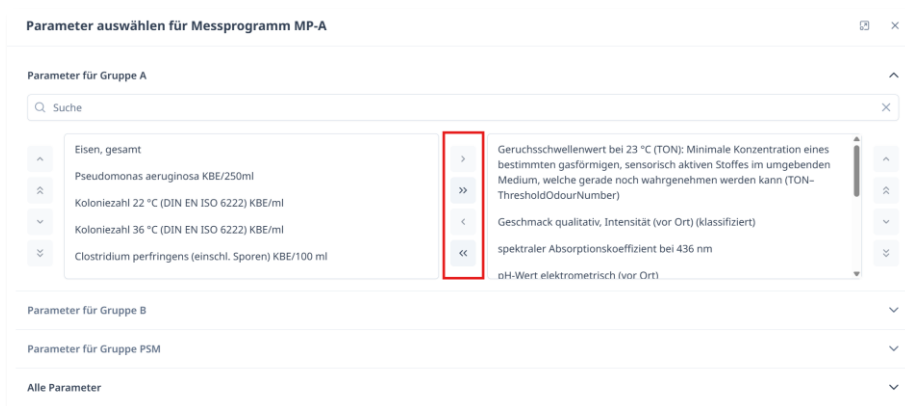 Parameter auswählen für Messprogramm MP-A
Parameter für Gruppe A
Suche
Eisen, gesamt
Pseudomonas aeruginosa KBE/250ml
Koloniezahl 22 °C (DIN EN ISO 6222) KBE/ml
Koloniezahl 36 °C (DIN EN ISO 6222) KBE/ml
Clostridium perfringens (einschl. Sporen) KBE/100 ml
Geruchsschwellenwert bei 23 °C (TON): Minimale Konzentration eines
bestimmten gasförmigen, sensorisch aktiven Stoffes im umgebenden
Medium, welche gerade noch wahrgenommen werden kann (TON–
ThresholdOdourNumber)
Geschmack qualitativ, Intensität (vor Ort) (klassifiziert)
spektraler Absorptionskoeffizient bei 436 nm
pH-Wert elektrometrisch (vor Ort)
Parameter für Gruppe B
Parameter für Gruppe PSM
Alle Parameter